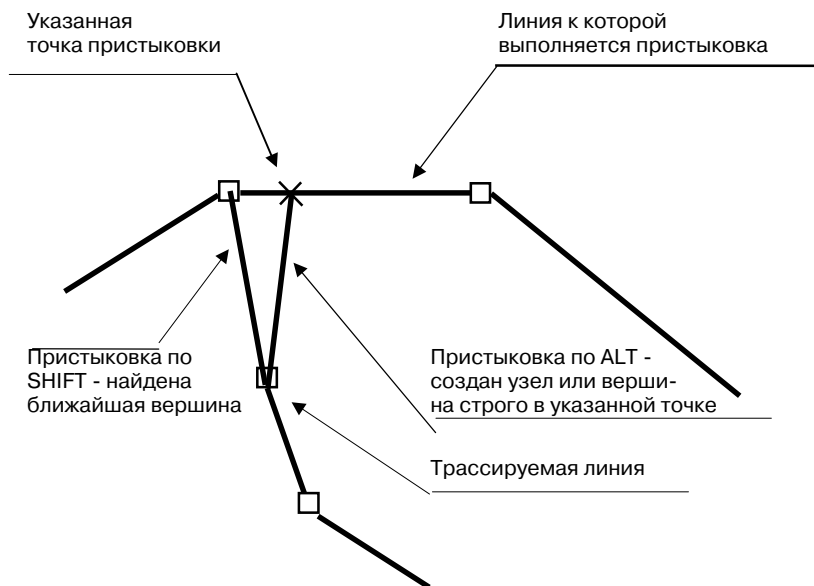 Указанная
точка пристыковки
Линия к которой
выполняется пристыковка
Пристыковка по
SHIFT - найдена
ближайшая вершина
Пристыковка по ALT -
создан узел или верши-
на строго в указанной точке
Трассируемая линия